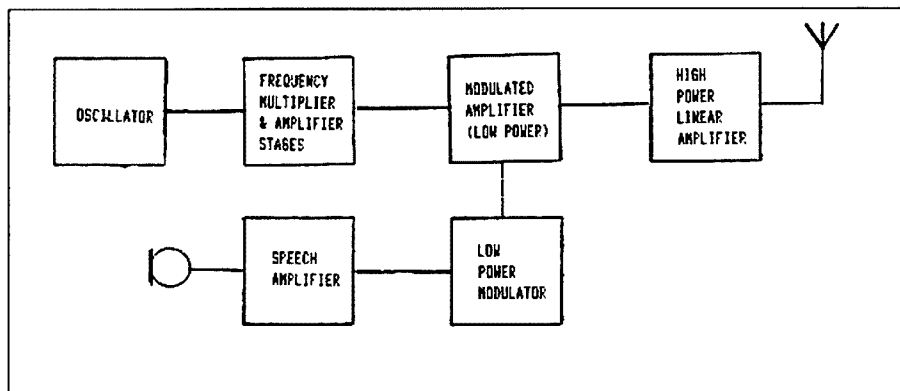 OSCILLATOR
FREQUENCY
MULTIPLIER
& AMPLIFIER
STAGES
MODULATED
AMPLIFIER
(LOW POWER)
HIGH
POWER
LINEAR
AMPLIFIER
SPEECH
AMPLIFIER
LOW
POWER
MODULATOR